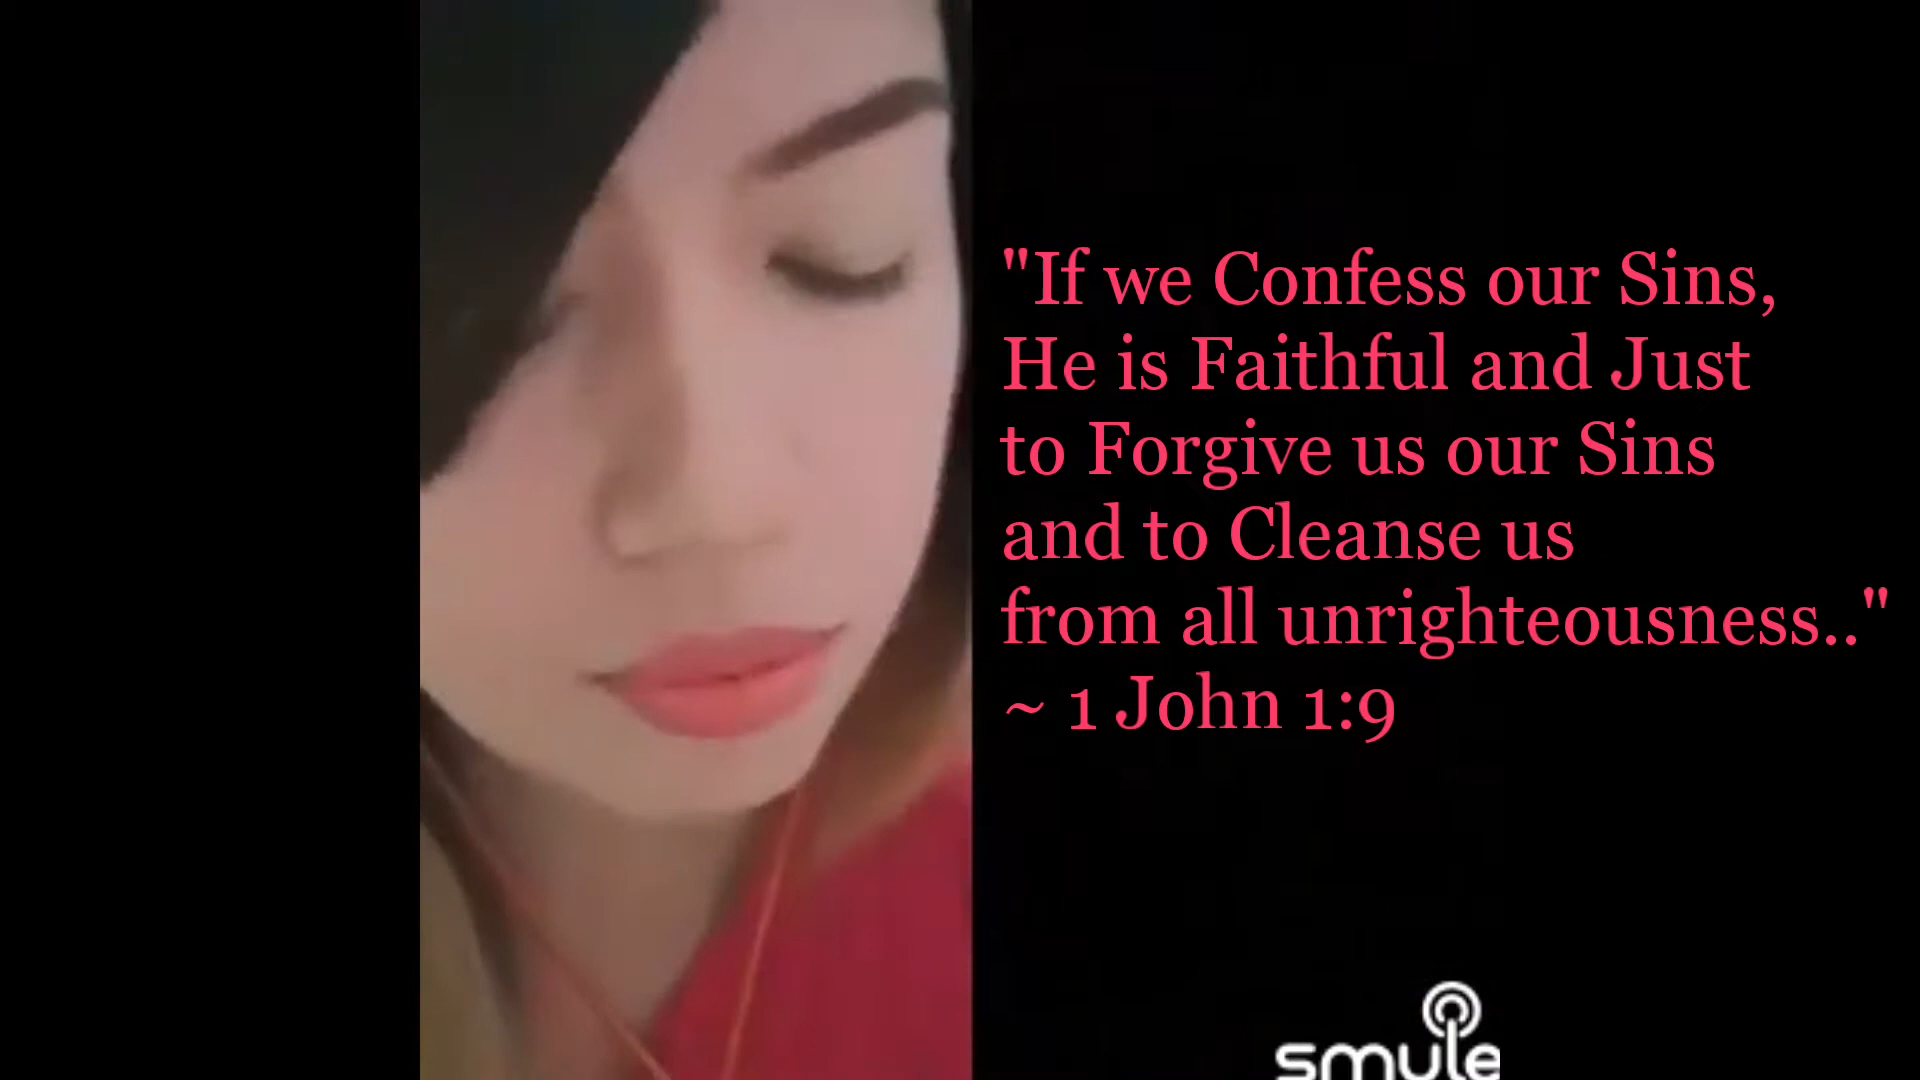 "If we Confess our Sins,
He is Faithful and Just
to Forgive us our Sins
and to Cleanse us
from all unrighteousness.."
~ 1 John 1:9
smule